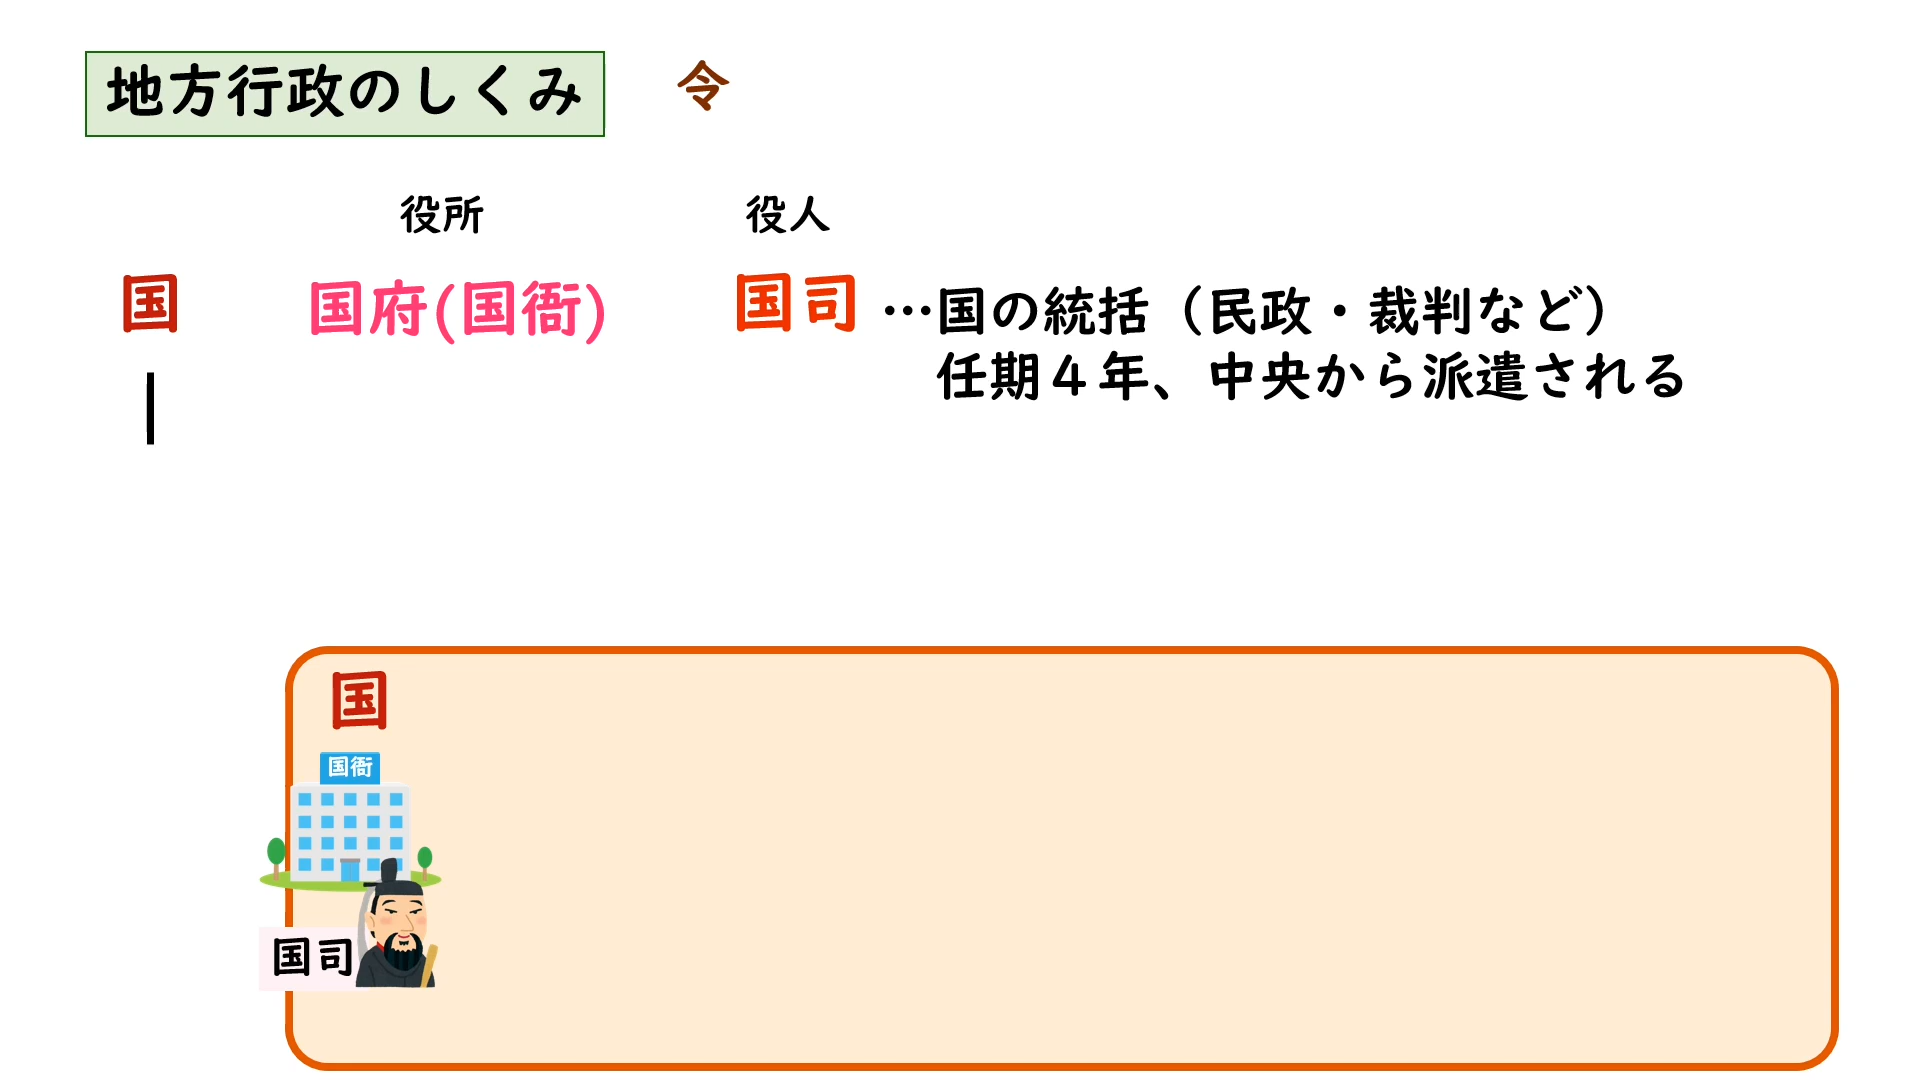 地方行政のしくみ 令
役所 役人
国 国府(国衙) 国司 …国の統括（民政・裁判など）
任期４年、中央から派遣される
国
国衙
国司